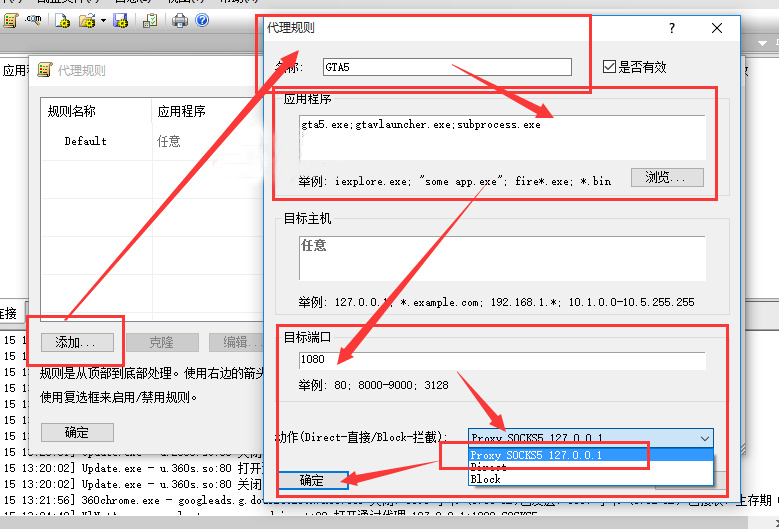 代理规则
规则名称
应用程序
Default
任意
添加...
克隆
编辑...
规则是从顶部到底部处理。使用右边的箭头
使用复选框来启用/禁用规则。
确定
代理规则
?
名称:
GTA5
是否有效
应用程序
gta5.exe;gtavlauncher.exe;subprocess.exe
举例: iexplore.exe; "some app.exe"; fire*.exe; *.bin
浏览...
目标主机
任意
举例: 127.0.0.1; *.example.com; 192.168.1.*; 10.1.0.0-10.5.255.255
目标端口
1080
举例: 80; 8000-9000; 3128
动作(Direct-直接/Block-拦截):
Proxy SOCKS5 127.0.0.1
Proxy SOCKS5 127.0.0.1
Direct
Block
确定
连接
15 13:20:02] Update.exe - u.360s.so:80 打开
15 13:20:02] Update.exe - u.360s.so:80 关闭
15 13:21:56] 360chrome.exe - googleads.g.do